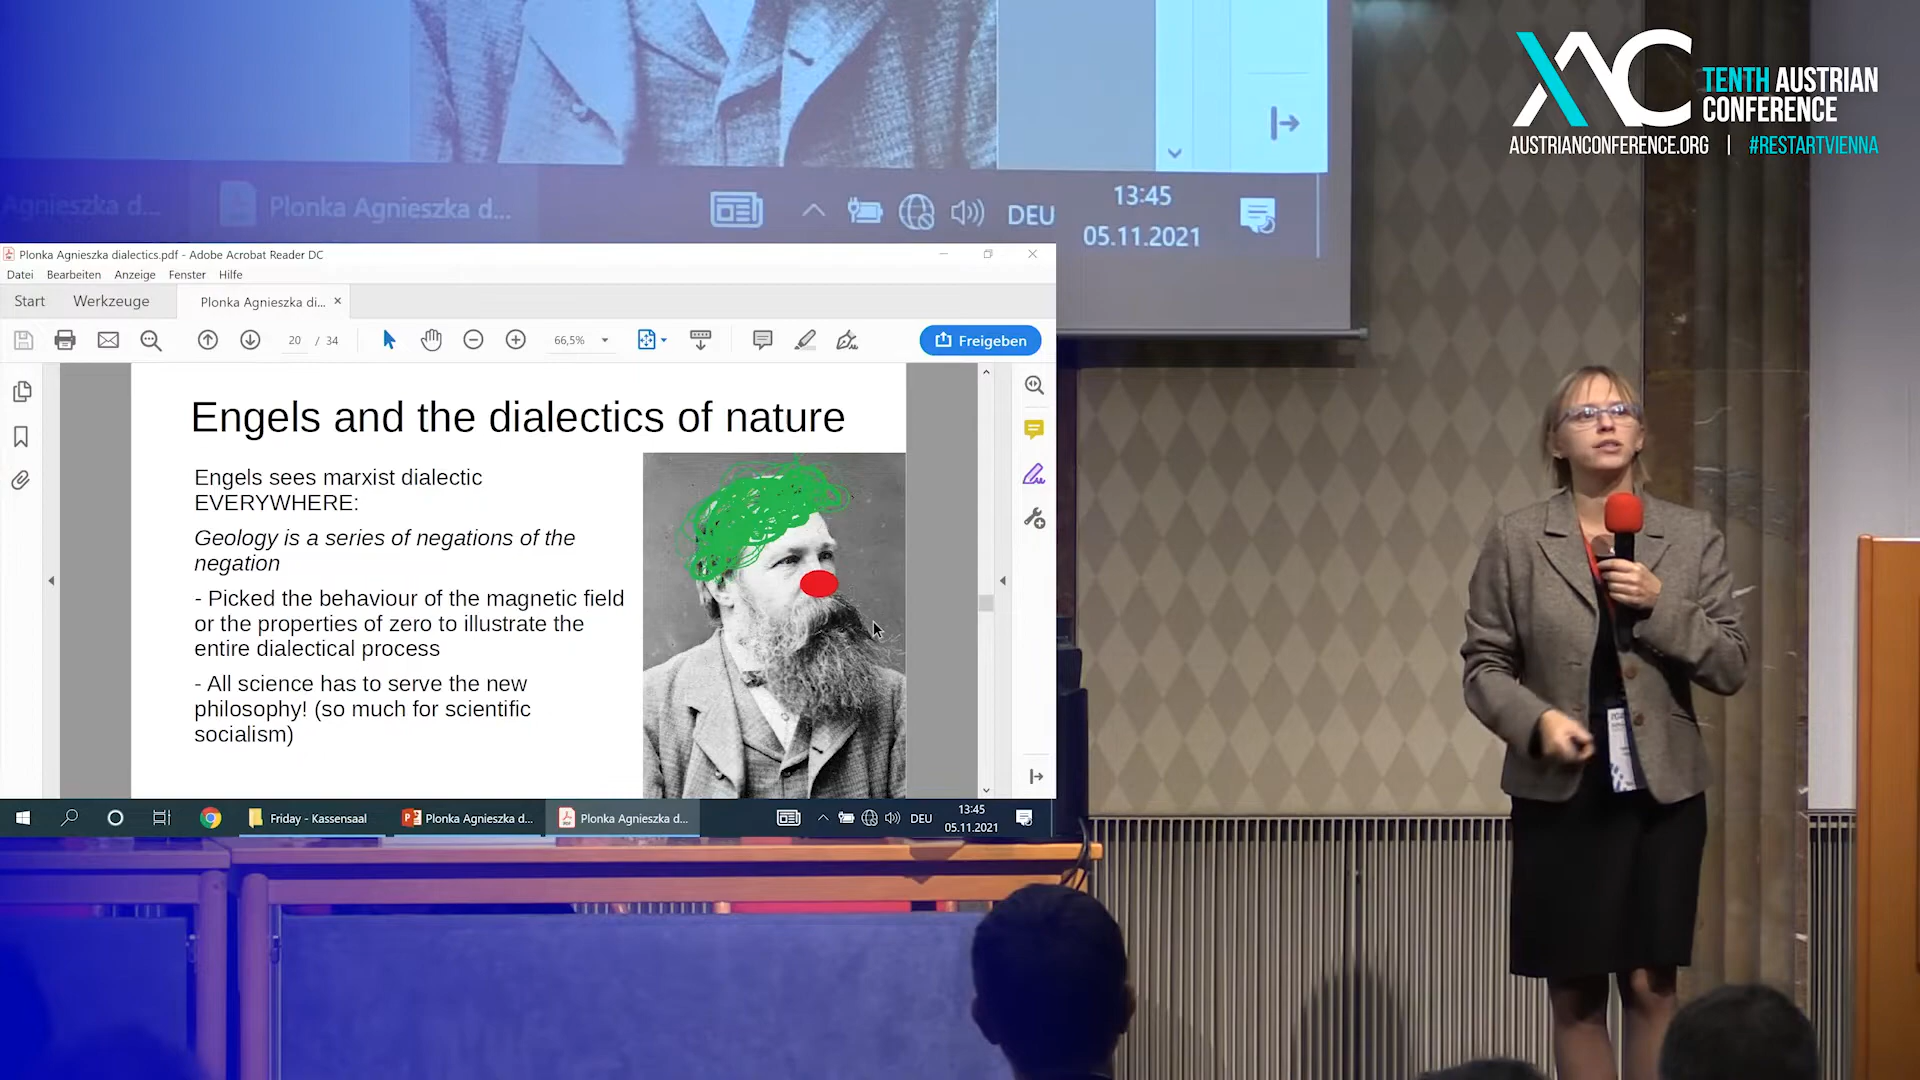 TENTH AUSTRIAN
CONFERENCE
AUSTRIANCONFERENCE.ORG | #RESTARTVIENNA
Agnieszka d...
Plonka Agnieszka d...
DEU
13:45
05.11.2021
Plonka Agnieszka dialectics.pdf - Adobe Acrobat Reader DC
Datei Bearbeiten Anzeige Fenster Hilfe
Start Werkzeuge Plonka Agnieszka di... ×
20 / 34 66,5% Freigeben
Engels and the dialectics of nature
Engels sees marxist dialectic
EVERYWHERE:
Geology is a series of negations of the
negation
- Picked the behaviour of the magnetic field
or the properties of zero to illustrate the
entire dialectical process
- All science has to serve the new
philosophy! (so much for scientific
socialism)
Friday - Kassensaal Plonka Agnieszka d... Plonka Agnieszka d... DEU
13:45
05.11.2021